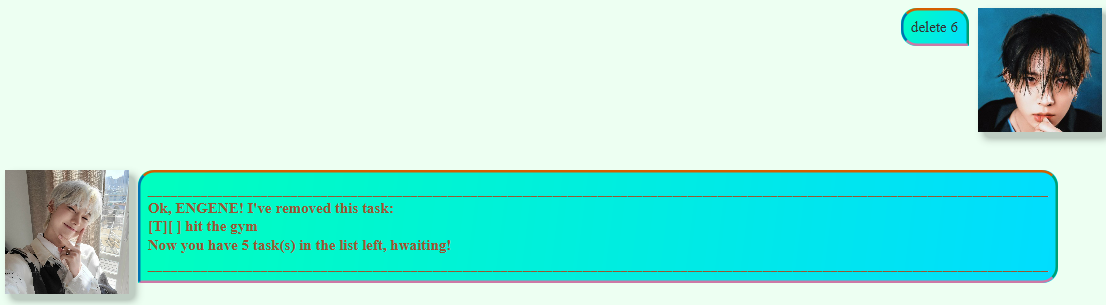 delete 6
Ok, ENGENE! I've removed this task:
[T][ ] hit the gym
Now you have 5 task(s) in the list left, hwaiting!